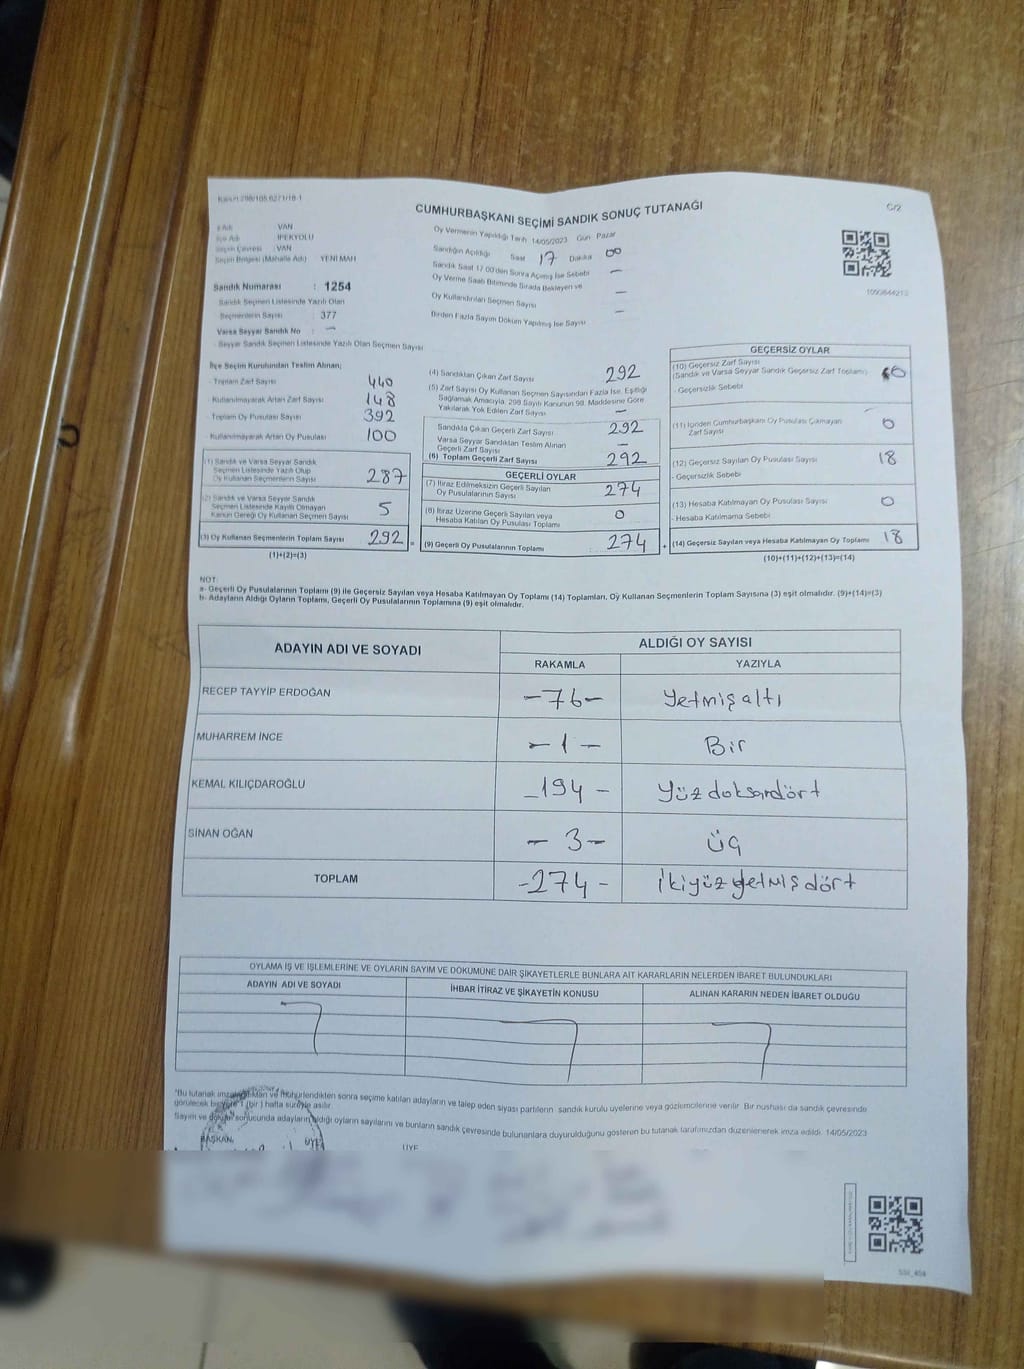 CUMHURBAŞKANI SEÇİMİ SANDIK SONUÇ TUTANAĞI
C/2
VAN
İPEKYOLU
VAN
Seçim Bölgesi (Mahalle Adı) YENİ MAH
Sandık Numarası : 1254
Sandık Seçmen Listesinde Yazılı Olan
Seçmenlerin Sayısı 377
Varsa Seyyar Sandık No : —
- Seyyar Sandık Seçmen Listesinde Yazılı Olan Seçmen Sayısı
Oy Vermenin Yapıldığı Tarih 14/05/2023 Gün: Pazar
Sandığın Açıldığı Saat 17 Dakika 00
Sandık Saat 17.00'den Sonra Açılmış İse Sebebi —
Oy Verme Saati Bitiminde Sırada Bekleyen ve
Oy Kullandırılan Seçmen Sayısı —
Birden Fazla Sayım Döküm Yapılmış İse Sayısı —
İlçe Seçim Kurulundan Teslim Alınan;
- Toplam Zarf Sayısı 440
- Kullanılmayarak Artan Zarf Sayısı 148
- Toplam Oy Pusulası Sayısı 392
- Kullanılmayarak Artan Oy Pusulası 100
(1) Sandık ve Varsa Seyyar Sandık
Seçmen Listesinde Yazılı Olup
Oy Kullanan Seçmenlerin Sayısı 287
(2) Sandık ve Varsa Seyyar Sandık
Seçmen Listesinde Kayıtlı Olmayan
Kanun Gereği Oy Kullanan Seçmen Sayısı 5
(3) Oy Kullanan Seçmenlerin Toplam Sayısı 292 =
(1)+(2)=(3)
(4) Sandıktan Çıkan Zarf Sayısı 292
(5) Zarf Sayısı Oy Kullanan Seçmen Sayısından Fazla İse, Eşitliği
Sağlamak Amacıyla, 298 Sayılı Kanunun 98. Maddesine Göre
Yakılarak Yok Edilen Zarf Sayısı —
Sandıkta Çıkan Geçerli Zarf Sayısı 292
Varsa Seyyar Sandıktan Teslim Alınan
Geçerli Zarf Sayısı —
(6) Toplam Geçerli Zarf Sayısı 292
GEÇERLİ OYLAR
(7) İtiraz Edilmeksizin Geçerli Sayılan
Oy Pusulalarının Sayısı 274
(8) İtiraz Üzerine Geçerli Sayılan veya
Hesaba Katılan Oy Pusulası Toplamı 0
(9) Geçerli Oy Pusulalarının Toplamı 274 +
GEÇERSİZ OYLAR
(10) Geçersiz Zarf Sayısı
(Sandık ve Varsa Seyyar Sandık Geçersiz Zarf Toplamı) 0
- Geçersizlik Sebebi
(11) İçinden Cumhurbaşkanı Oy Pusulası Çıkmayan
Zarf Sayısı 0
(12) Geçersiz Sayılan Oy Pusulası Sayısı 18
- Geçersizlik Sebebi
(13) Hesaba Katılmayan Oy Pusulası Sayısı 0
- Hesaba Katılmama Sebebi
(14) Geçersiz Sayılan veya Hesaba Katılmayan Oy Toplamı 18
(10)+(11)+(12)+(13)=(14)
NOT:
a- Geçerli Oy Pusulalarının Toplamı (9) ile Geçersiz Sayılan veya Hesaba Katılmayan Oy Toplamı (14) Toplamları, Oy Kullanan Seçmenlerin Toplam Sayısına (3) eşit olmalıdır. (9)+(14)=(3)
b- Adayların Aldığı Oyların Toplamı, Geçerli Oy Pusulalarının Toplamına (9) eşit olmalıdır.
ADAYIN ADI VE SOYADI ALDIĞI OY SAYISI
RAKAMLA YAZIYLA
RECEP TAYYİP ERDOĞAN -76- Yetmişaltı
MUHARREM İNCE -1- Bir
KEMAL KILIÇDAROĞLU -194- Yüzdoksandört
SİNAN OĞAN -3- üç
TOPLAM -274- İkiyüzyetmişdört
OYLAMA İŞ VE İŞLEMLERİNE VE OYLARIN SAYIM VE DÖKÜMÜNE DAİR ŞİKAYETLERLE BUNLARA AİT KARARLARIN NELERDEN İBARET BULUNDUKLARI
ADAYIN ADI VE SOYADI İHBAR İTİRAZ VE ŞİKAYETİN KONUSU ALINAN KARARIN NEDEN İBARET OLDUĞU
*Bu tutanak ve mühürlendikten sonra seçime katılan adayların ve talep eden siyasi partilerin sandık kurulu üyelerine veya gözlemcilerine verilir. Bir nüshası da sandık çevresinde
görülecek bir yere 1 (bir) hafta süreyle asılır.
Sayım ve döküm sonucunda adayların aldığı oyların sayılarını ve bunların sandık çevresinde bulunanlara duyurulduğunu gösteren bu tutanak tarafımızdan düzenlenerek imza edildi. 14/05/2023
BAŞKAN ÜYE ÜYE